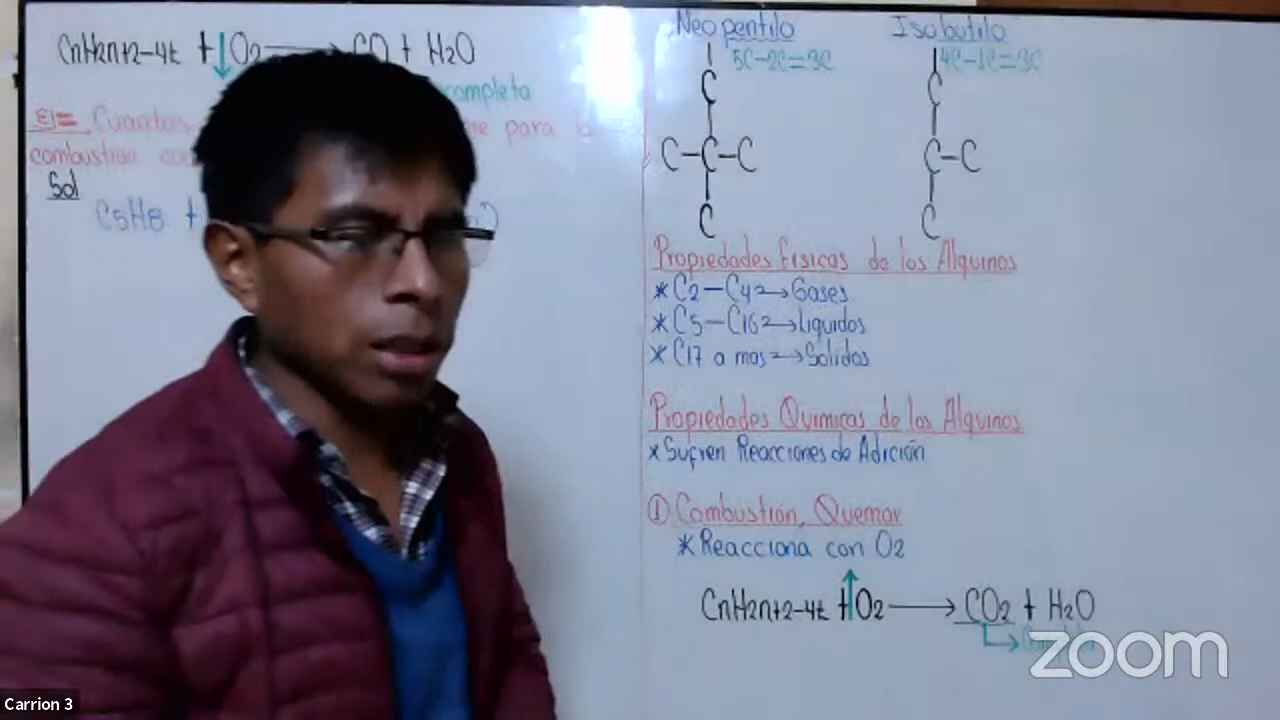 CnH2n+2-4t + ↓O2 → CO + H2O
completa
Ej= Cuantos para la
combustion
Sol
C5H8 +
Neopentilo
5C-2C=3C
C
C-C-C
C
Isobutilo
4C-1C=3C
C
C-C
C
Propiedades fisicas de los Alquinos
*C2-C4=>Gases
*C5-C16=>Liquidos
*C17 a mas=>Solidos
Propiedades Quimicas de los Alquinos
*Sufren Reacciones de Adición
① Combustion, Quemar
*Reacciona con O2
CnH2n+2-4t + ↑O2 → CO2 + H2O
zoom
Carrion 3